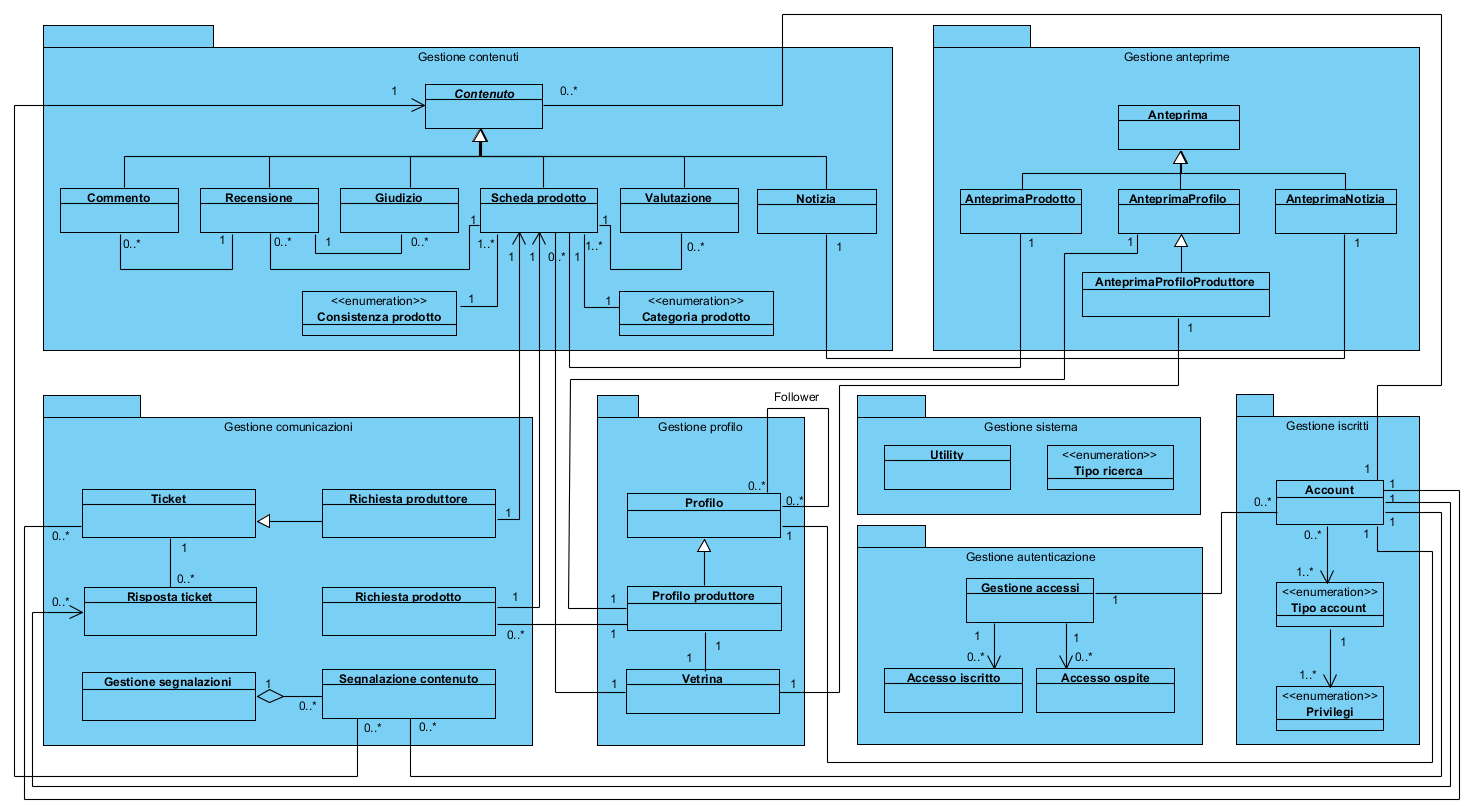 Gestione contenuti
1
Contenuto
0..*
Commento
Recensione
Giudizio
Scheda prodotto
Valutazione
Notizia
0..*
1
0..*
1
0..*
1
1..*
1
1
0..*
1
1..*
1
0..*
1
<<enumeration>>
Consistenza prodotto
1
1
<<enumeration>>
Categoria prodotto
Gestione anteprime
Anteprima
AnteprimaProdotto
AnteprimaProfilo
AnteprimaNotizia
1
1
1
AnteprimaProfiloProduttore
1
Gestione comunicazioni
Ticket
Richiesta produttore
1
0..*
1
0..*
0..*
Risposta ticket
Richiesta prodotto
1
0..*
Gestione segnalazioni
1
0..*
Segnalazione contenuto
0..*
0..*
Follower
Gestione profilo
0..*
0..*
Profilo
1
1
Profilo produttore
1
1
1
1
Vetrina
1
Gestione sistema
Utility
<<enumeration>>
Tipo ricerca
Gestione autenticazione
Gestione accessi
1
1
1
0..*
0..*
Accesso iscritto
Accesso ospite
Gestione iscritti
1
0..*
Account
1
1
1
0..*
1
1..*
<<enumeration>>
Tipo account
1
1..*
<<enumeration>>
Privilegi